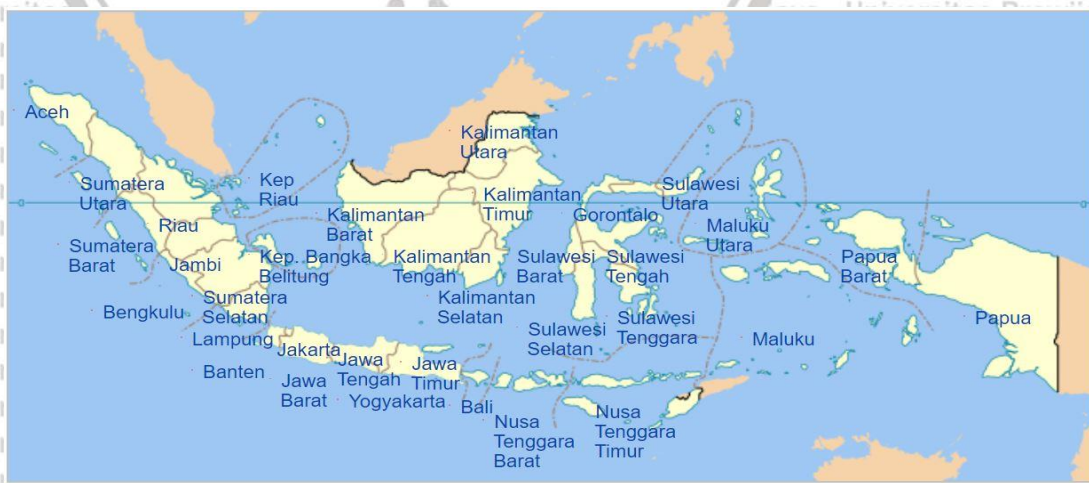 Aceh
Kalimantan
Utara
Sumatera
Utara
Kep
Riau
Kalimantan
Timur
Sulawesi
Utara
Kalimantan
Barat
Gorontalo
Riau
Maluku
Utara
Sumatera
Barat
Jambi
Kep. Bangka
Belitung
Kalimantan
Tengah
Sulawesi
Barat
Sulawesi
Tengah
Papua
Barat
Bengkulu
Sumatera
Selatan
Kalimantan
Selatan
Sulawesi
Selatan
Sulawesi
Tenggara
Papua
Lampung
Maluku
Jakarta
Jawa
Tengah
Jawa
Timur
Banten
Jawa
Barat
Yogyakarta
Bali
Nusa
Tenggara
Barat
Nusa
Tenggara
Timur